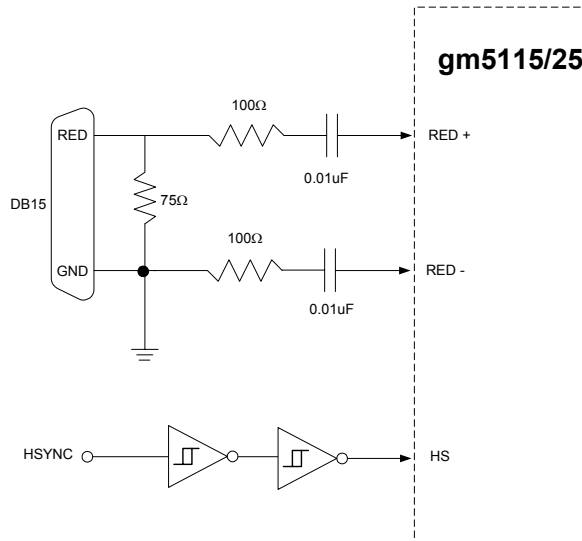 gm5115/25
100Ω
RED
RED +
0.01uF
75Ω
DB15
100Ω
GND
RED -
0.01uF
HSYNC
HS